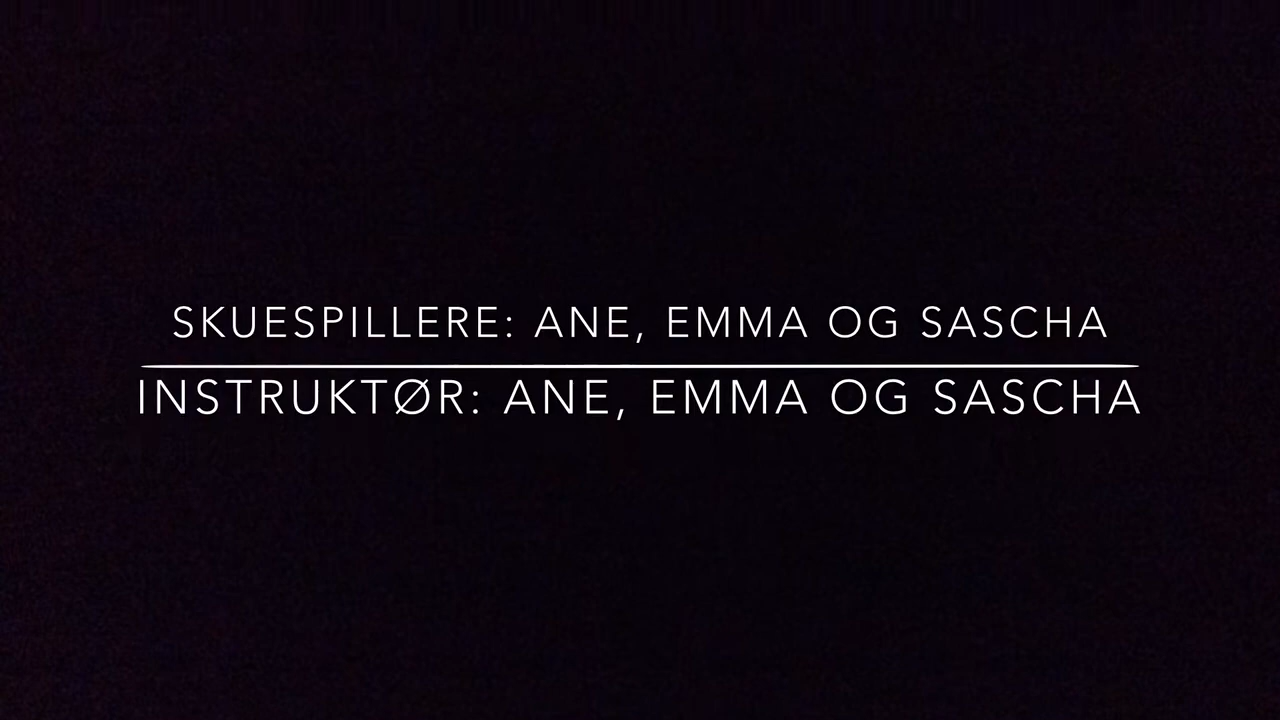 SKUESPILLERE: ANE, EMMA OG SASCHA
INSTRUKTØR: ANE, EMMA OG SASCHA